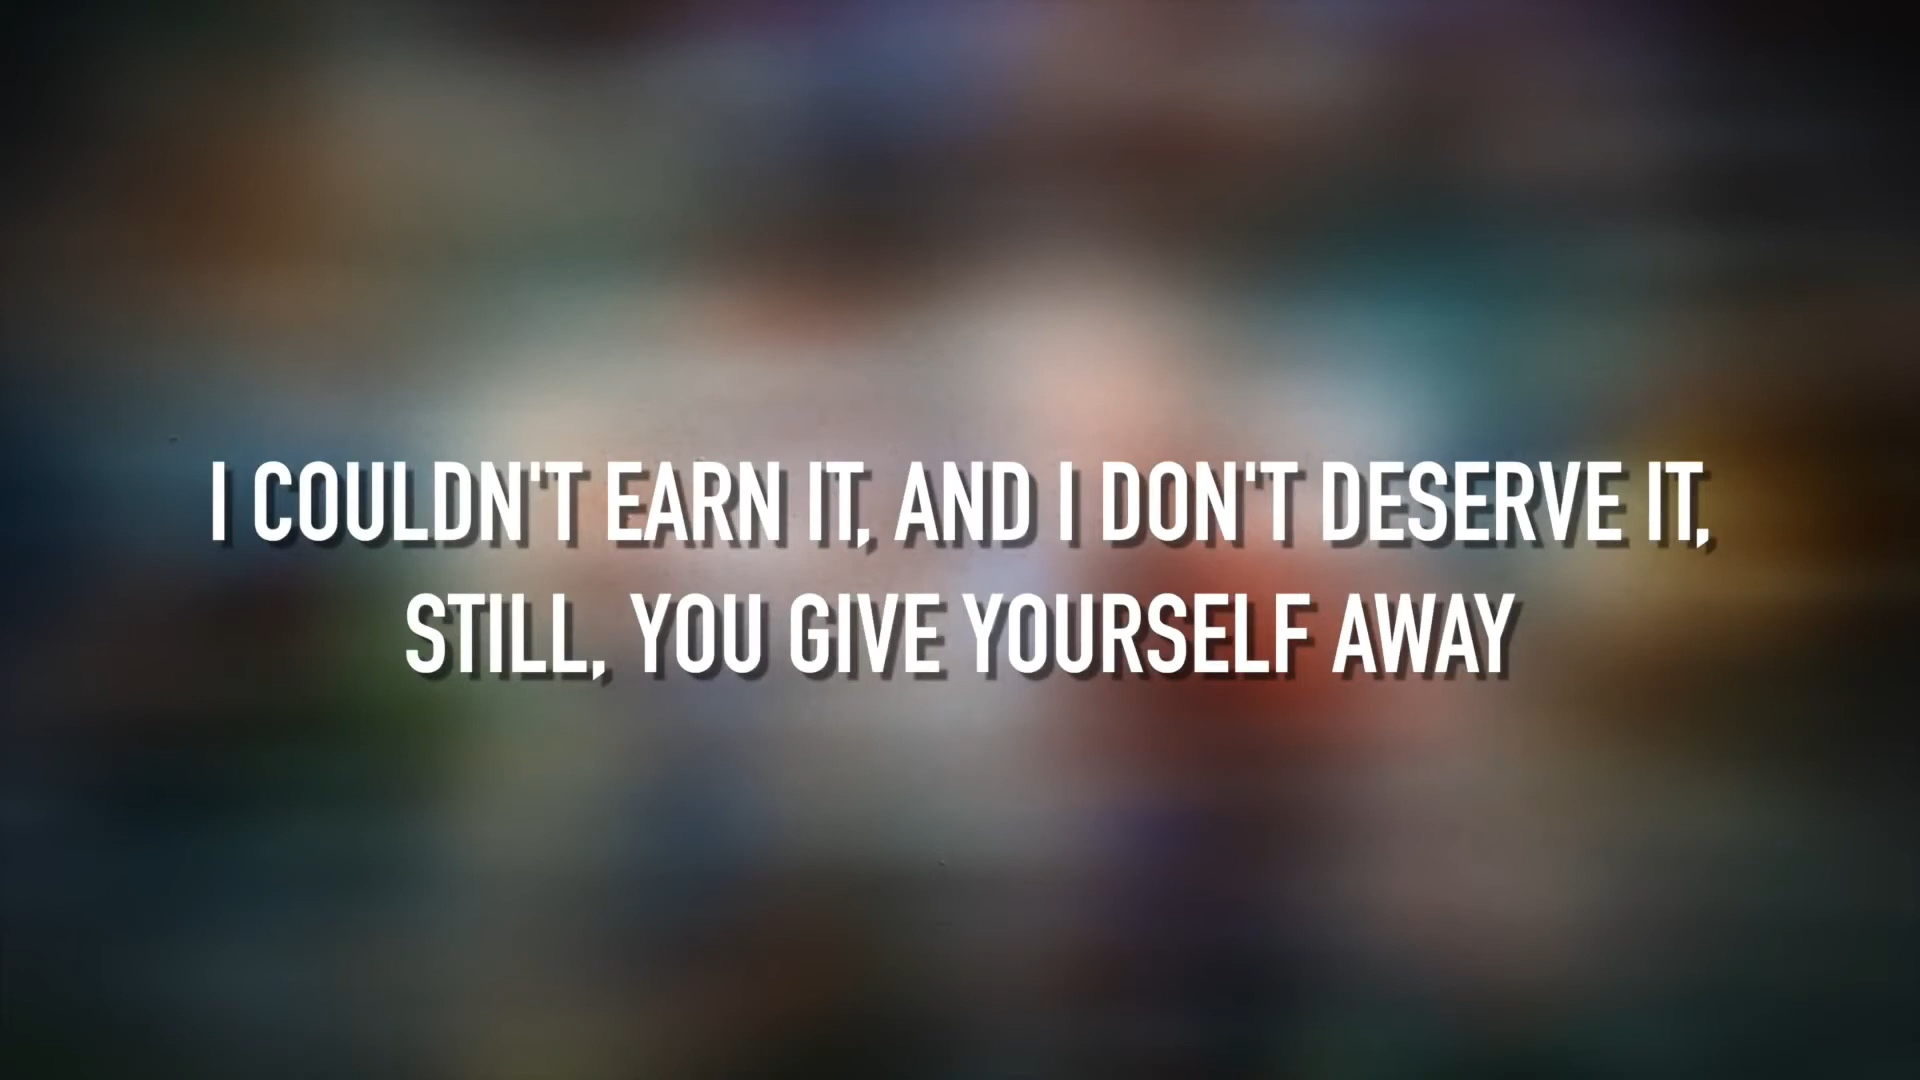 I COULDN'T EARN IT, AND I DON'T DESERVE IT,
STILL, YOU GIVE YOURSELF AWAY